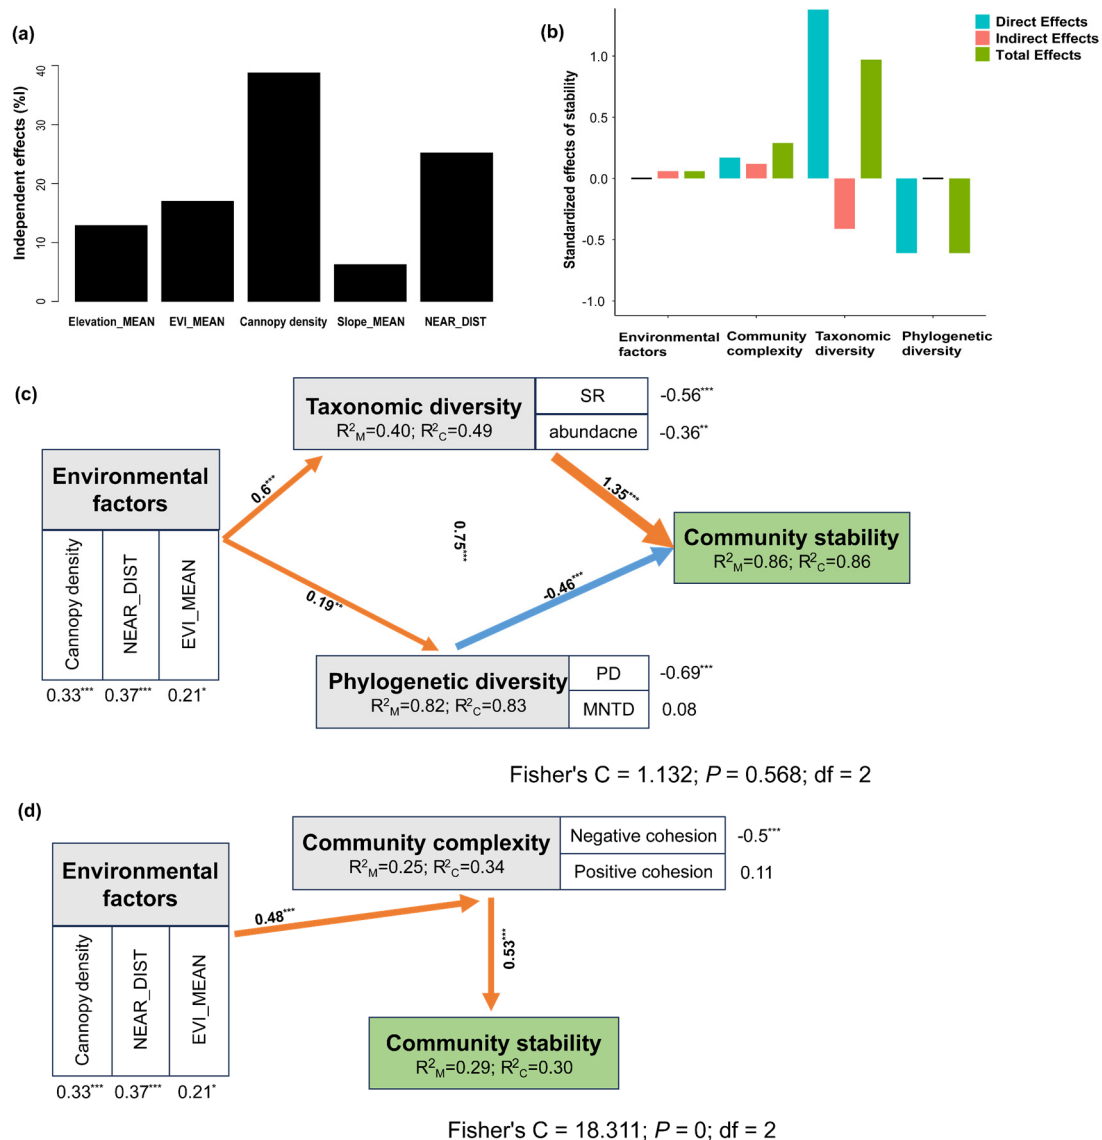 (a)
Independent effects (%I)
40
30
20
10
0
Elevation_MEAN
EVI_MEAN
Cannopy density
Slope_MEAN
NEAR_DIST
(b)
Direct Effects
Indirect Effects
Total Effects
Standardized effects of stability
1.0
0.5
0.0
-0.5
-1.0
Environmental
factors
Community
complexity
Taxonomic
diversity
Phylogenetic
diversity
(c)
Taxonomic diversity
R²M=0.40; R²C=0.49
SR
-0.56***
abundacne
-0.36**
Environmental
factors
Cannopy density
NEAR_DIST
EVI_MEAN
0.33***
0.37***
0.21*
0.6***
0.19**
0.75***
1.35***
-0.46***
Community stability
R²M=0.86; R²C=0.86
Phylogenetic diversity
R²M=0.82; R²C=0.83
PD
-0.69***
MNTD
0.08
Fisher's C = 1.132; P = 0.568; df = 2
(d)
Community complexity
R²M=0.25; R²C=0.34
Negative cohesion
-0.5***
Positive cohesion
0.11
Environmental
factors
Cannopy density
NEAR_DIST
EVI_MEAN
0.33***
0.37***
0.21*
0.48***
0.53***
Community stability
R²M=0.29; R²C=0.30
Fisher's C = 18.311; P = 0; df = 2